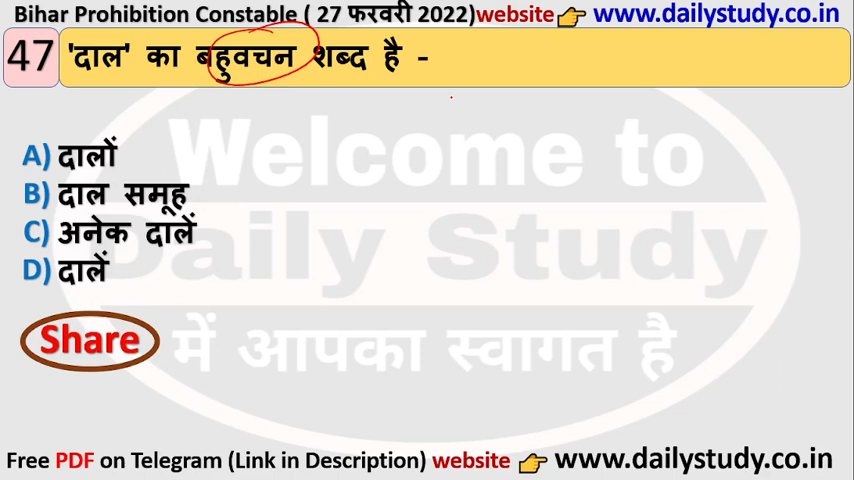 Bihar Prohibition Constable ( 27 फरवरी 2022)website 👉 www.dailystudy.co.in
47 'दाल' का बहुवचन शब्द है -
A) दालों
B) दाल समूह
C) अनेक दालें
D) दालें
Welcome to
Daily Study
में आपका स्वागत है
Share
Free PDF on Telegram (Link in Description) website 👉 www.dailystudy.co.in